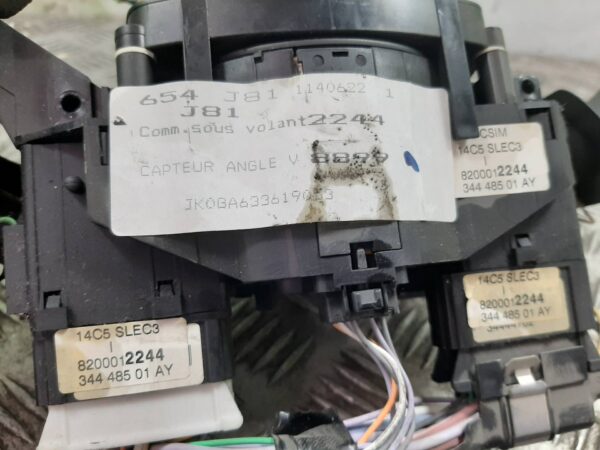 654 J81 1140622 1
J81
Comm.sous volant 2244
CAPTEUR ANGLE V 8899
CSIM
14C5 SLEC3
8200012244
344 485 01 AY
14C5 SLEC3
8200012244
344 485 01 AY
14C5 SLEC3
8200012244
344 485 01 AY